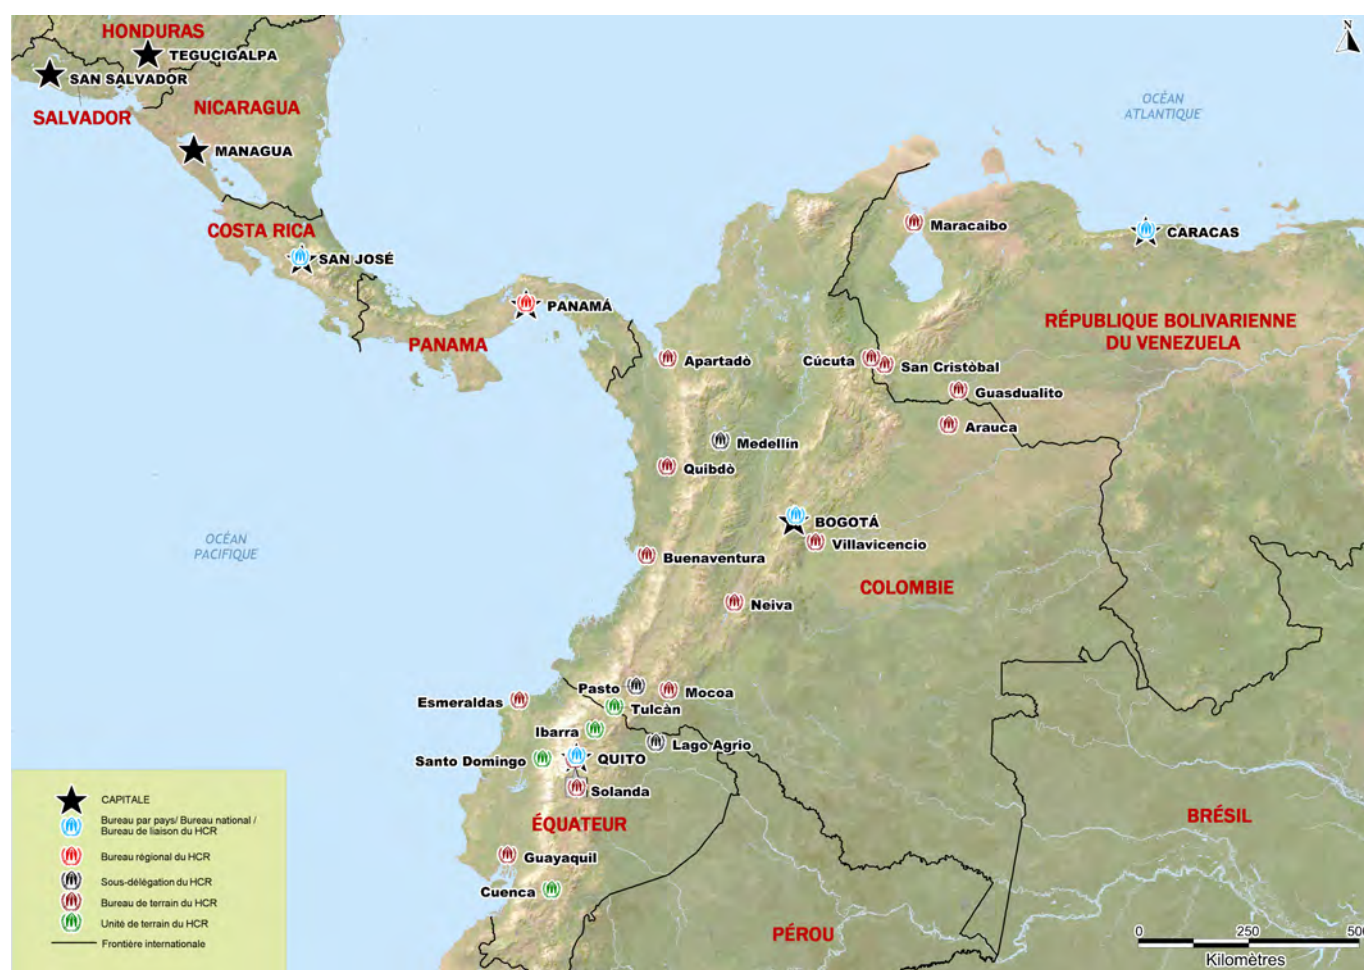 HONDURAS
TEGUCIGALPA
SAN SALVADOR
SALVADOR
NICARAGUA
MANAGUA
COSTA RICA
SAN JOSÉ
PANAMÁ
PANAMA
N
OCÉAN
ATLANTIQUE
Maracaibo
CARACAS
RÉPUBLIQUE BOLIVARIENNE
DU VENEZUELA
Apartadò
Cúcuta
San Cristòbal
Guasdualito
Arauca
Medellín
Quibdò
BOGOTÁ
Villavicencio
OCÉAN
PACIFIQUE
Buenaventura
COLOMBIE
Neiva
Pasto
Mocoa
Esmeraldas
Tulcàn
Ibarra
Lago Agrio
Santo Domingo
QUITO
Solanda
ÉQUATEUR
BRÉSIL
Guayaquil
Cuenca
PÉROU
CAPITALE
Bureau par pays/ Bureau national /
Bureau de liaison du HCR
Bureau régional du HCR
Sous-délégation du HCR
Bureau de terrain du HCR
Unité de terrain du HCR
Frontière internationale
0 250 500
Kilomètres